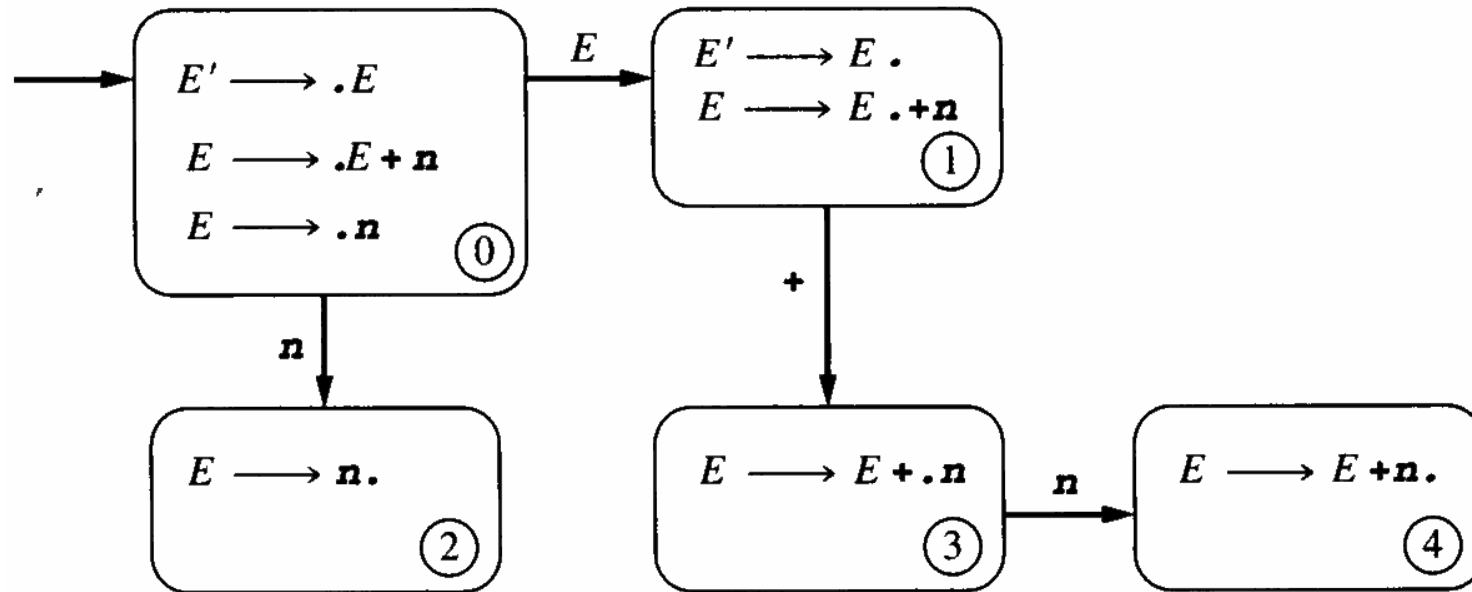 E' → .E
E → .E + n
E → .n
0
E
E' → E .
E → E .+n
1
n
+
E → n.
2
E → E +.n
3
n
E → E +n.
4